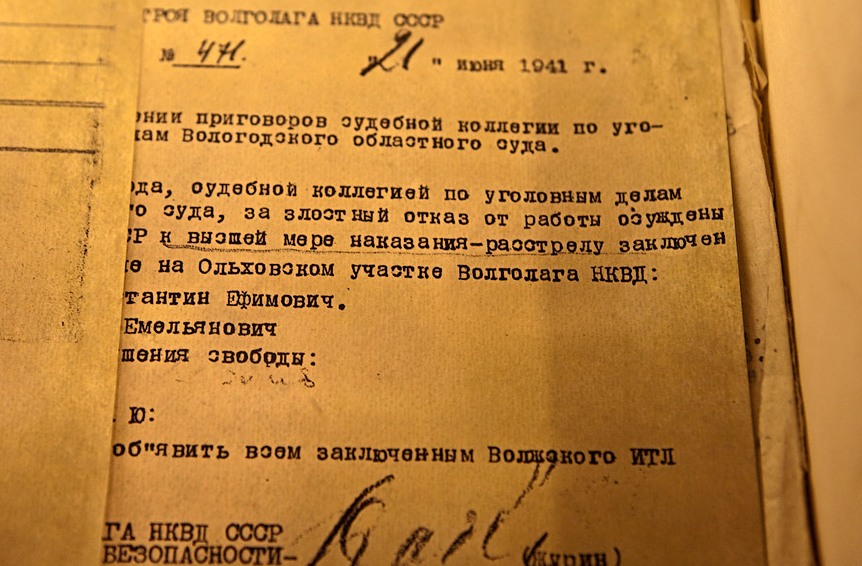 РОЯ ВОЛГОЛАГА НКВД СССР
№ 471. "21" июня 1941 г.
нии приговоров судебной коллегии по уго-
лам Вологодского областного суда.
ода, судебной коллегией по уголовным делам
го суда, за злостный отказ от работы осуждены
СР к высшей мере наказания-расстрелу заключен
е на Ольховском участке Волголага НКВД:
тантин Ефимович.
Емельянович
шения свободы:
Ю:
об"явить всем заключенным Волжского ИТЛ
ГА НКВД СССР
БЕЗОПАСНОСТИ- (Журин)